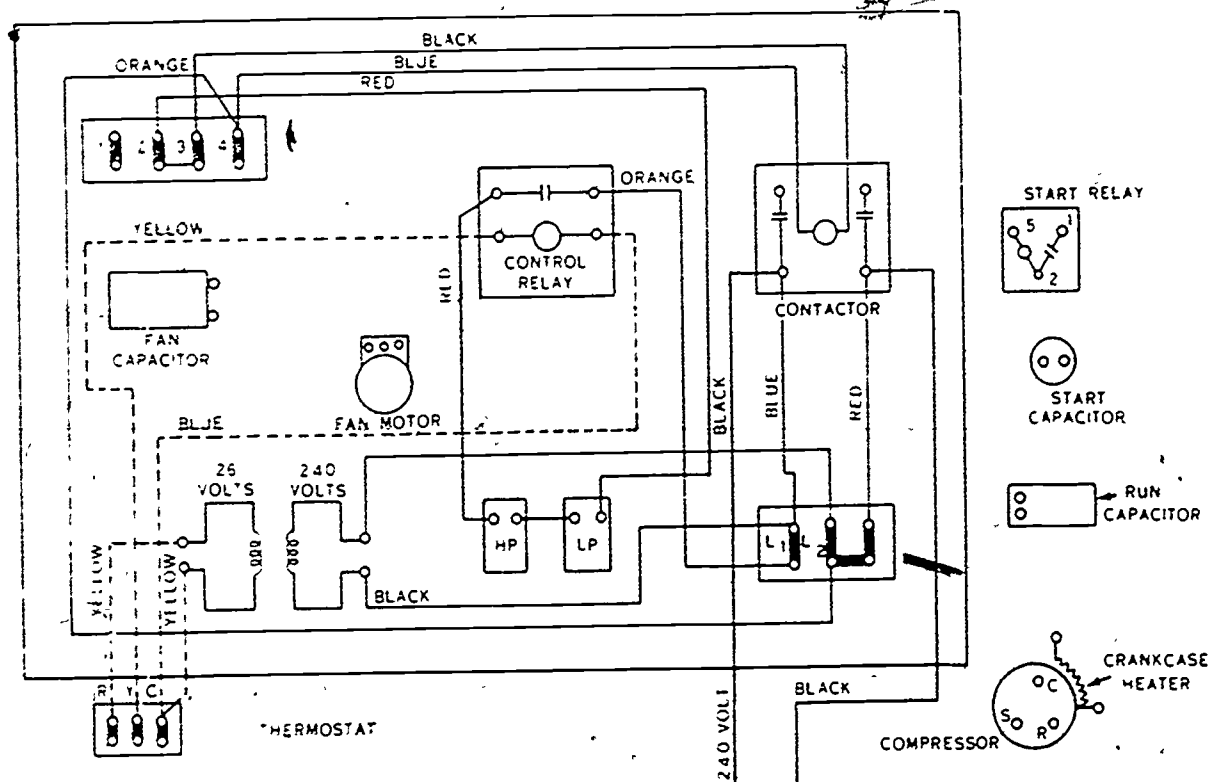 BLACK
BLUE
ORANGE
RED
1 2 3 4
ORANGE
START RELAY
5 1
2
YELLOW
CONTROL
RELAY
RED
CONTACTOR
FAN
CAPACITOR
BLACK
BLUE
RED
START
CAPACITOR
BLUE
FAN MOTOR
26
VOLTS
240
VOLTS
RUN
CAPACITOR
HP
LP
L1 L2
YELLOW
YELLOW
BLACK
R Y C
THERMOSTAT
240 VOLT
BLACK
CRANKCASE
HEATER
C
S
R
COMPRESSOR